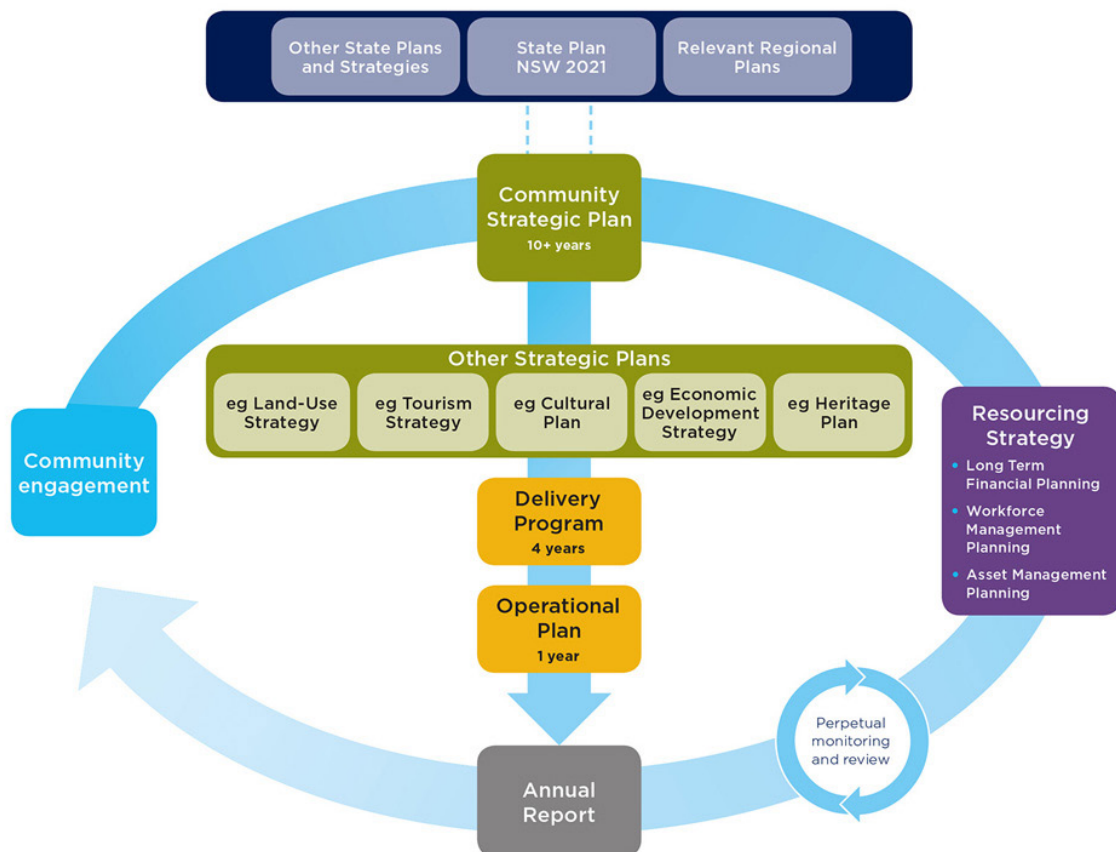 Other State Plans
and Strategies
State Plan
NSW 2021
Relevant Regional
Plans
Community
Strategic Plan
10+ years
Other Strategic Plans
eg Land-Use
Strategy
eg Tourism
Strategy
eg Cultural
Plan
eg Economic
Development
Strategy
eg Heritage
Plan
Community
engagement
Resourcing
Strategy
• Long Term
Financial Planning
• Workforce
Management
Planning
• Asset Management
Planning
Delivery
Program
4 years
Operational
Plan
1 year
Perpetual
monitoring
and review
Annual
Report